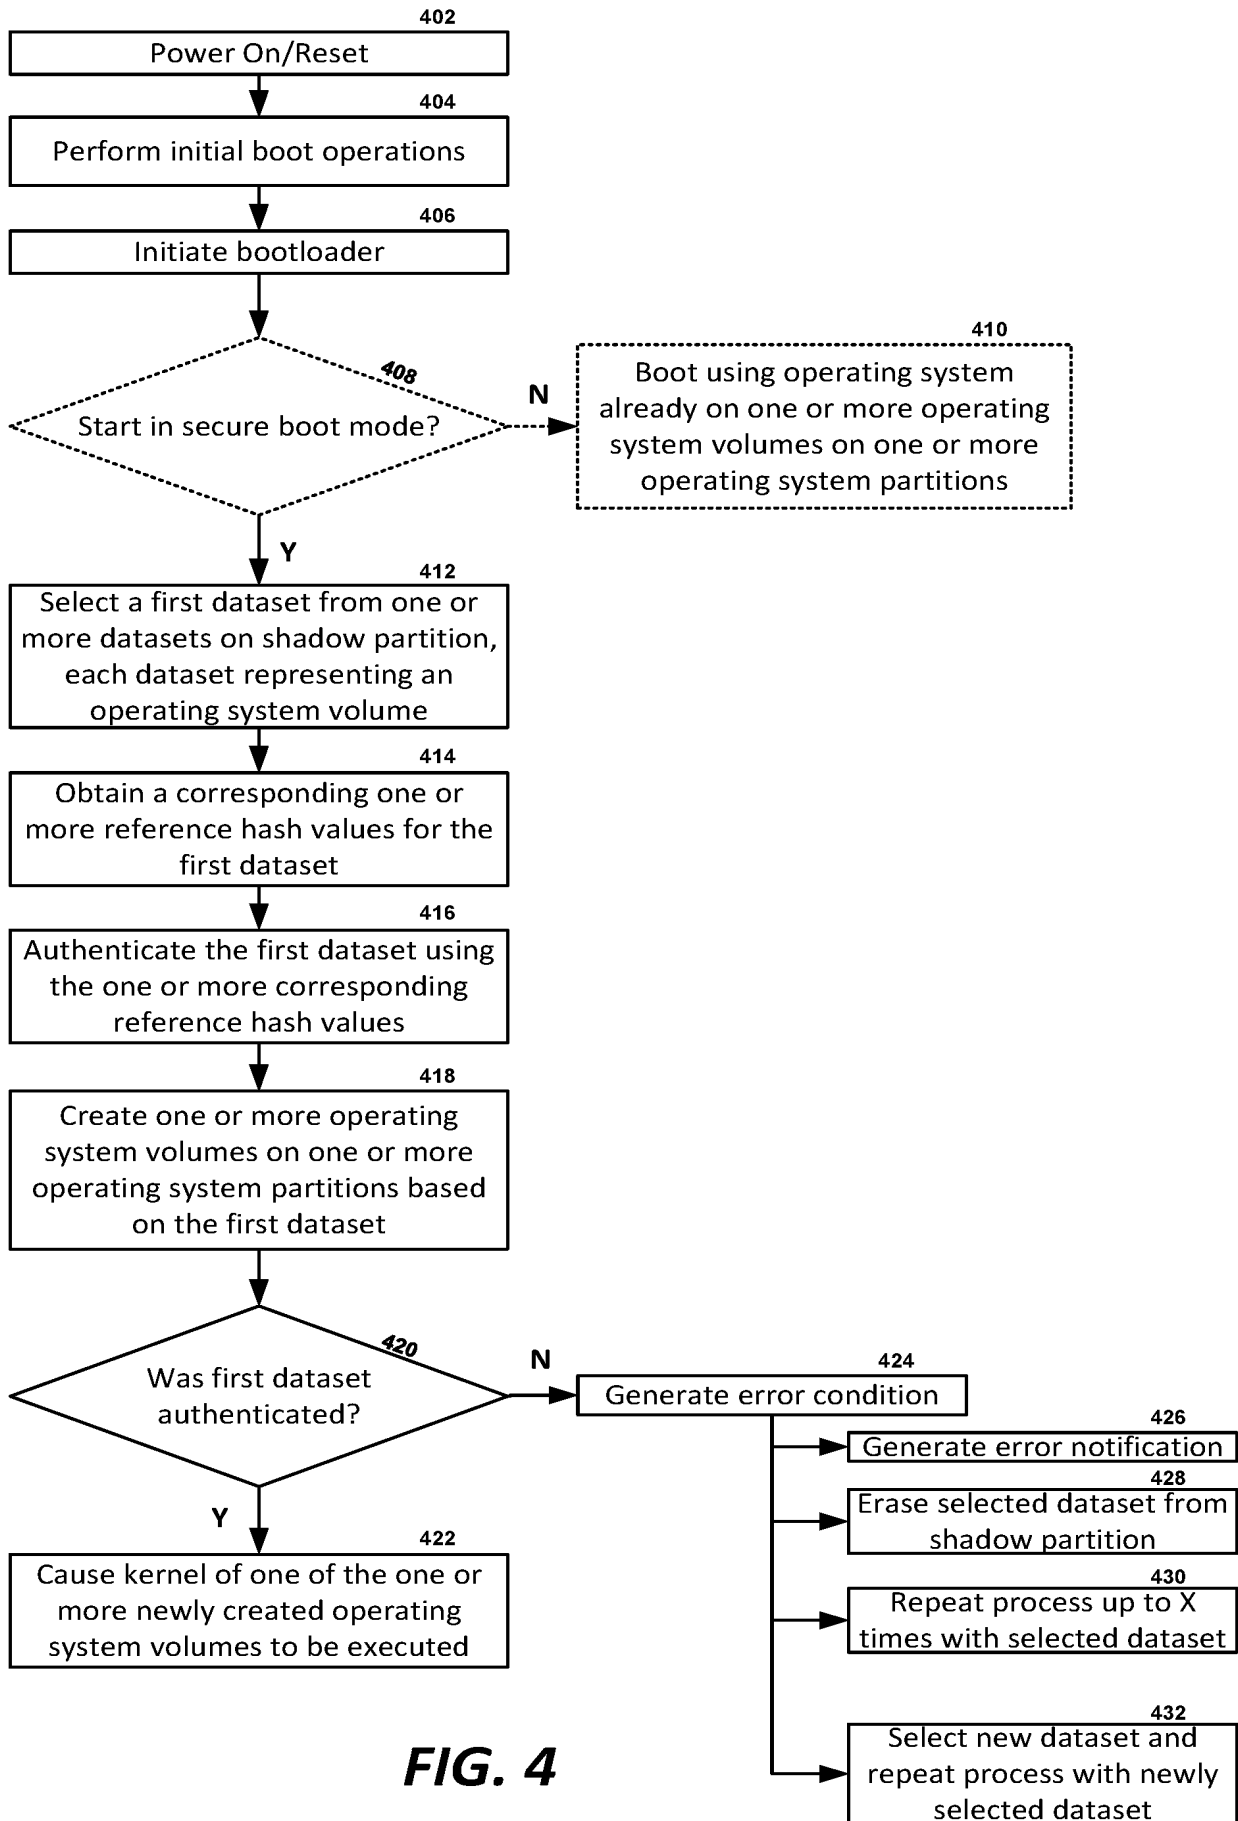 402
Power On/Reset
404
Perform initial boot operations
406
Initiate bootloader
408
Start in secure boot mode?
N
410
Boot using operating system
already on one or more operating
system volumes on one or more
operating system partitions
Y
412
Select a first dataset from one or
more datasets on shadow partition,
each dataset representing an
operating system volume
414
Obtain a corresponding one or
more reference hash values for the
first dataset
416
Authenticate the first dataset using
the one or more corresponding
reference hash values
418
Create one or more operating
system volumes on one or more
operating system partitions based
on the first dataset
420
Was first dataset
authenticated?
N
424
Generate error condition
426
Generate error notification
428
Erase selected dataset from
shadow partition
430
Repeat process up to X
times with selected dataset
432
Select new dataset and
repeat process with newly
selected dataset
Y
422
Cause kernel of one of the one or
more newly created operating
system volumes to be executed
FIG. 4